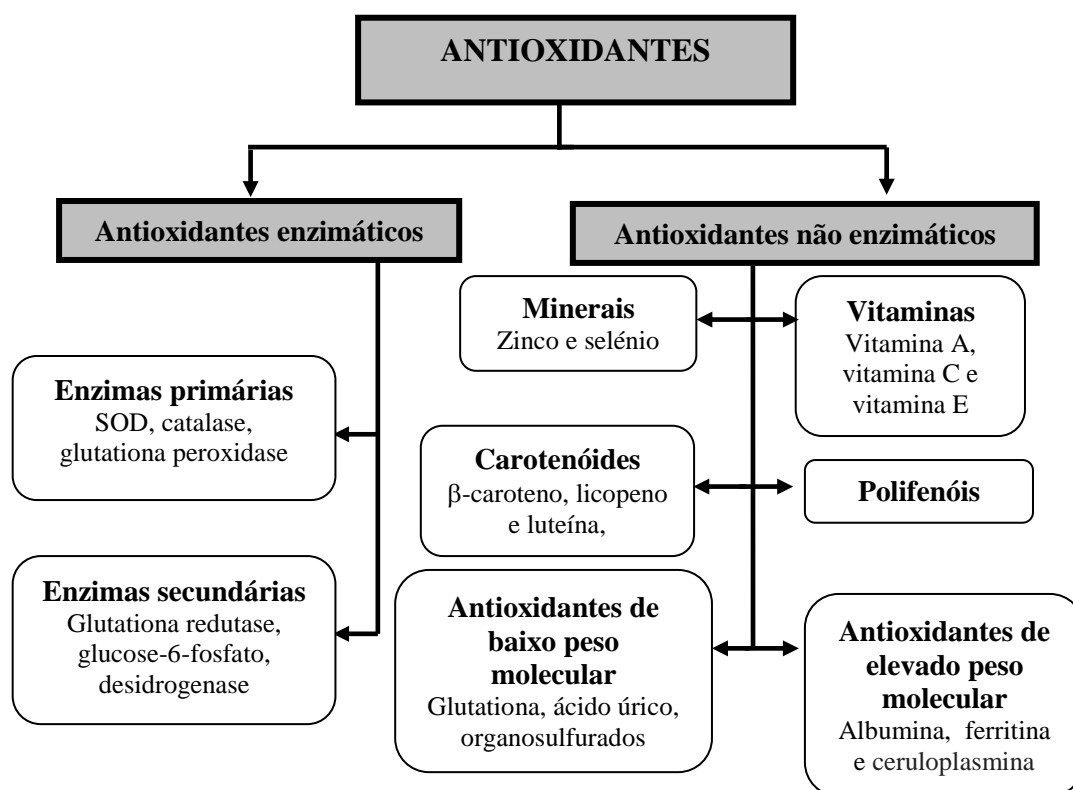 ANTIOXIDANTES
Antioxidantes enzimáticos
Antioxidantes não enzimáticos
Minerais
Zinco e selénio
Vitaminas
Vitamina A,
vitamina C e
vitamina E
Enzimas primárias
SOD, catalase,
glutationa peroxidase
Carotenóides
β-caroteno, licopeno
e luteína,
Polifenóis
Enzimas secundárias
Glutationa redutase,
glucose-6-fosfato,
desidrogenase
Antioxidantes de
baixo peso
molecular
Glutationa, ácido úrico,
organosulfurados
Antioxidantes de
elevado peso
molecular
Albumina, ferritina
e ceruloplasmina